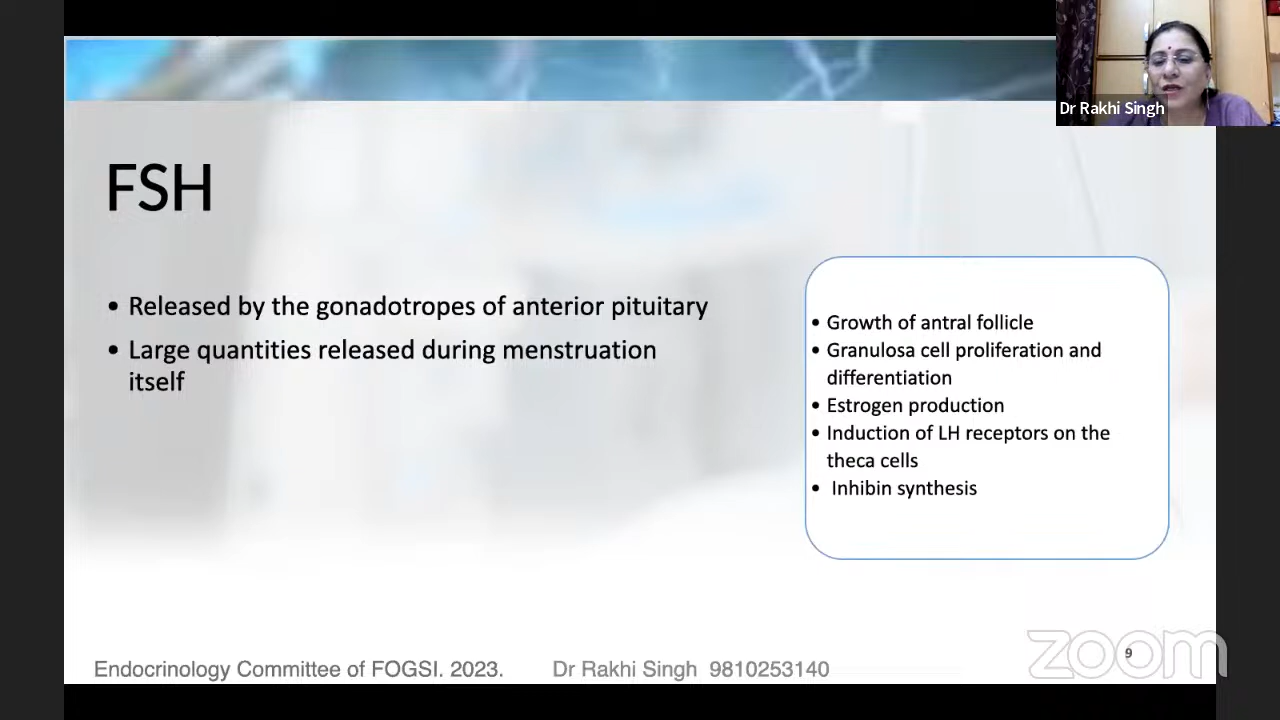 Dr Rakhi Singh
FSH
• Released by the gonadotropes of anterior pituitary
• Large quantities released during menstruation
itself
• Growth of antral follicle
• Granulosa cell proliferation and
differentiation
• Estrogen production
• Induction of LH receptors on the
theca cells
• Inhibin synthesis
Endocrinology Committee of FOGSI. 2023. Dr Rakhi Singh 9810253140
9
zoom